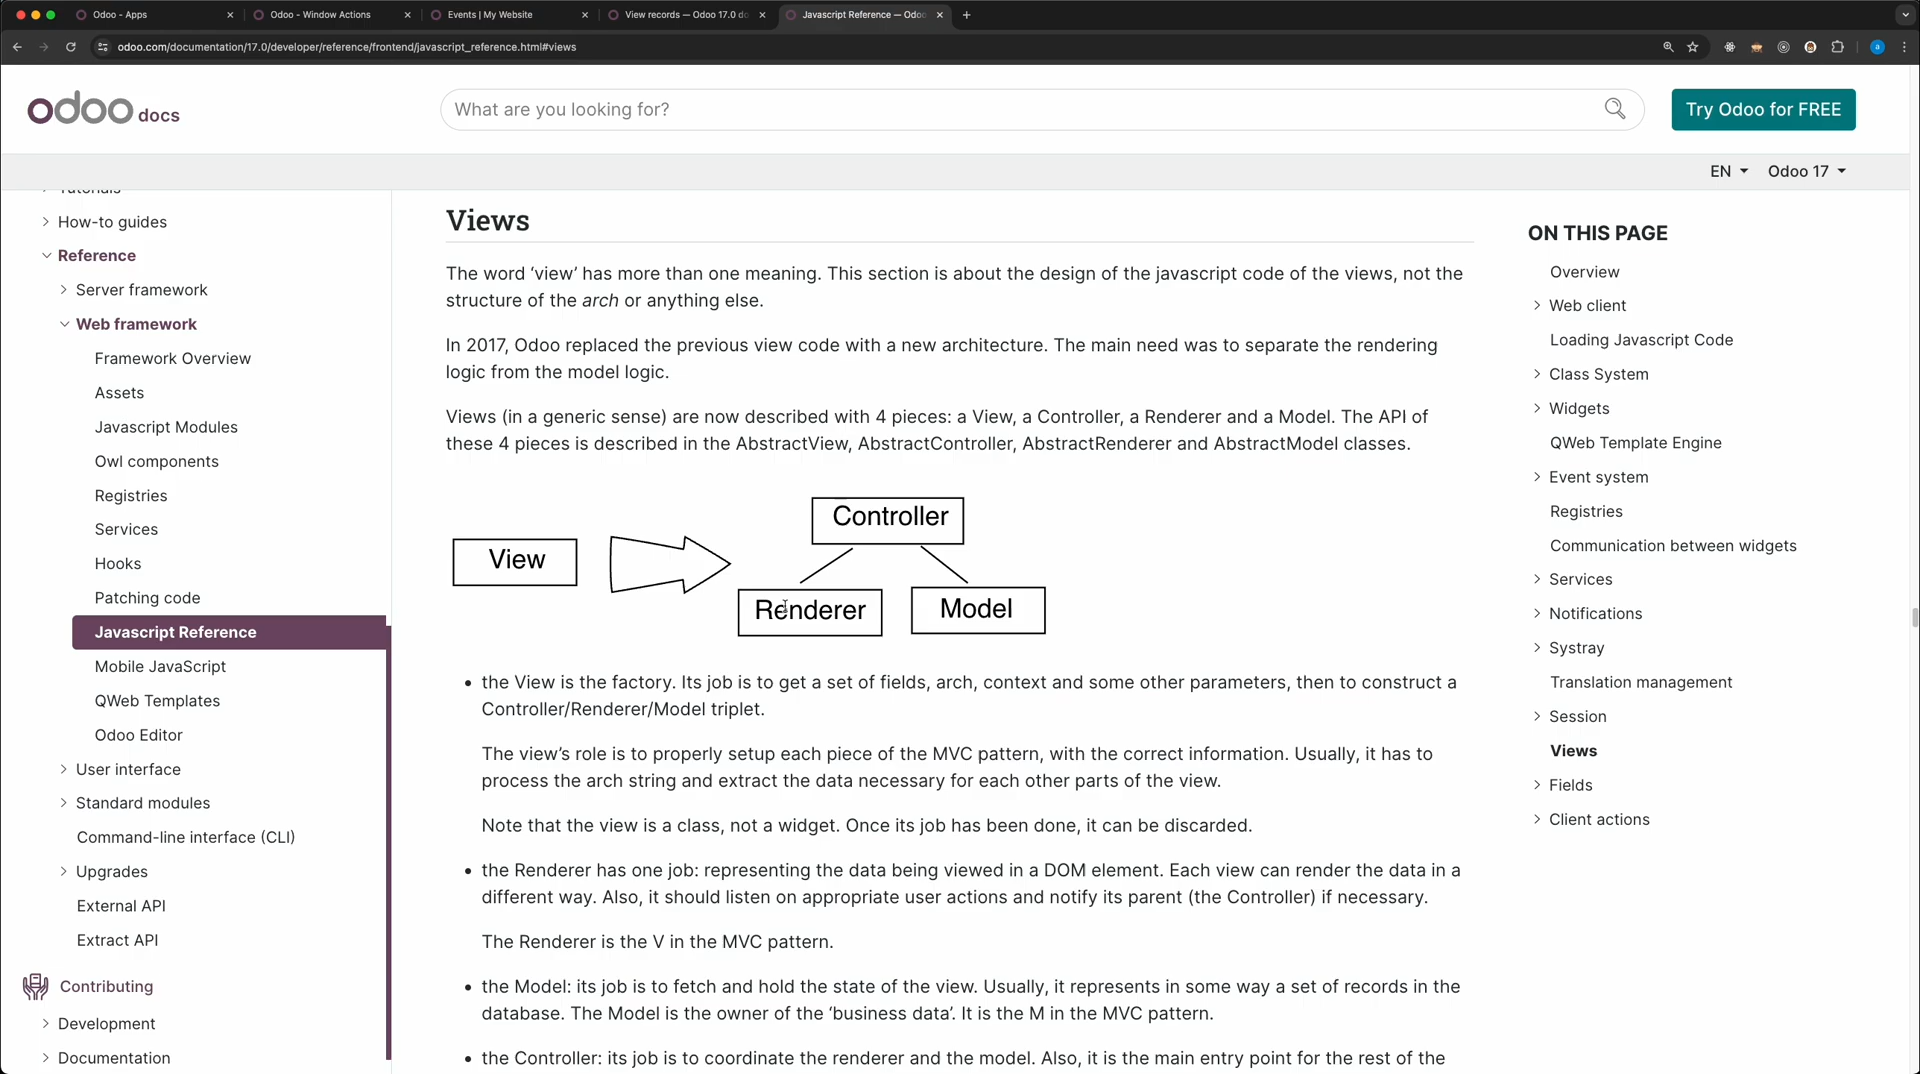 Odoo - Apps
Odoo - Window Actions
Events | My Website
View records — Odoo 17.0 do
Javascript Reference — Odoo
odoo.com/documentation/17.0/developer/reference/frontend/javascript_reference.html#views
a
odoo docs
What are you looking for?
Try Odoo for FREE
EN
Odoo 17
Tutorials
How-to guides
Reference
Server framework
Web framework
Framework Overview
Assets
Javascript Modules
Owl components
Registries
Services
Hooks
Patching code
Javascript Reference
Mobile JavaScript
QWeb Templates
Odoo Editor
User interface
Standard modules
Command-line interface (CLI)
Upgrades
External API
Extract API
Contributing
Development
Documentation
Views
The word ‘view’ has more than one meaning. This section is about the design of the javascript code of the views, not the
structure of the arch or anything else.
In 2017, Odoo replaced the previous view code with a new architecture. The main need was to separate the rendering
logic from the model logic.
Views (in a generic sense) are now described with 4 pieces: a View, a Controller, a Renderer and a Model. The API of
these 4 pieces is described in the AbstractView, AbstractController, AbstractRenderer and AbstractModel classes.
Controller
View
Renderer
Model
• the View is the factory. Its job is to get a set of fields, arch, context and some other parameters, then to construct a
Controller/Renderer/Model triplet.
The view’s role is to properly setup each piece of the MVC pattern, with the correct information. Usually, it has to
process the arch string and extract the data necessary for each other parts of the view.
Note that the view is a class, not a widget. Once its job has been done, it can be discarded.
• the Renderer has one job: representing the data being viewed in a DOM element. Each view can render the data in a
different way. Also, it should listen on appropriate user actions and notify its parent (the Controller) if necessary.
The Renderer is the V in the MVC pattern.
• the Model: its job is to fetch and hold the state of the view. Usually, it represents in some way a set of records in the
database. The Model is the owner of the ‘business data’. It is the M in the MVC pattern.
• the Controller: its job is to coordinate the renderer and the model. Also, it is the main entry point for the rest of the
ON THIS PAGE
Overview
Web client
Loading Javascript Code
Class System
Widgets
QWeb Template Engine
Event system
Registries
Communication between widgets
Services
Notifications
Systray
Translation management
Session
Views
Fields
Client actions